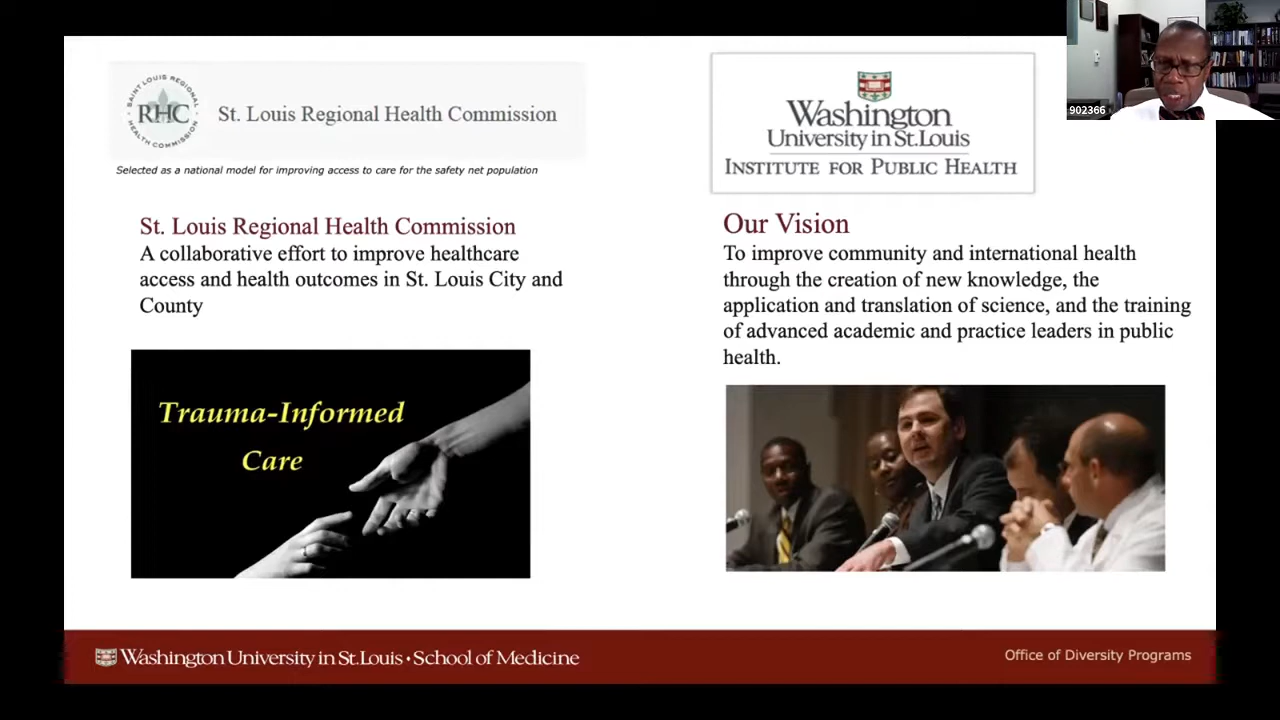 SAINT LOUIS REGIONAL
RHC
HEALTH COMMISSION
St. Louis Regional Health Commission
Selected as a national model for improving access to care for the safety net population
St. Louis Regional Health Commission
A collaborative effort to improve healthcare
access and health outcomes in St. Louis City and
County
Trauma-Informed
Care
Washington
University in St. Louis
INSTITUTE FOR PUBLIC HEALTH
Our Vision
To improve community and international health
through the creation of new knowledge, the
application and translation of science, and the training
of advanced academic and practice leaders in public
health.
902366
Washington University in St. Louis • School of Medicine
Office of Diversity Programs